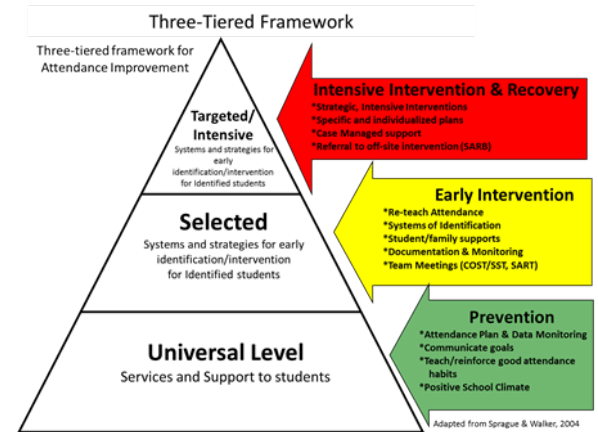 Three-Tiered Framework
Three-tiered framework for
Attendance Improvement
Targeted/
Intensive
Systems and strategies for
early
identification/intervention
for Identified students
Intensive Intervention & Recovery
*Strategic, Intensive Interventions
*Specific and individualized plans
*Case Managed support
*Referral to off-site intervention (SARB)
Selected
Systems and strategies for early
identification/intervention
for Identified students
Early Intervention
*Re-teach Attendance
*Systems of Identification
*Student/family supports
*Documentation & Monitoring
*Team Meetings (COST/SST, SART)
Universal Level
Services and Support to students
Prevention
*Attendance Plan & Data Monitoring
*Communicate goals
*Teach/reinforce good attendance
habits
*Positive School Climate
Adapted from Sprague & Walker, 2004